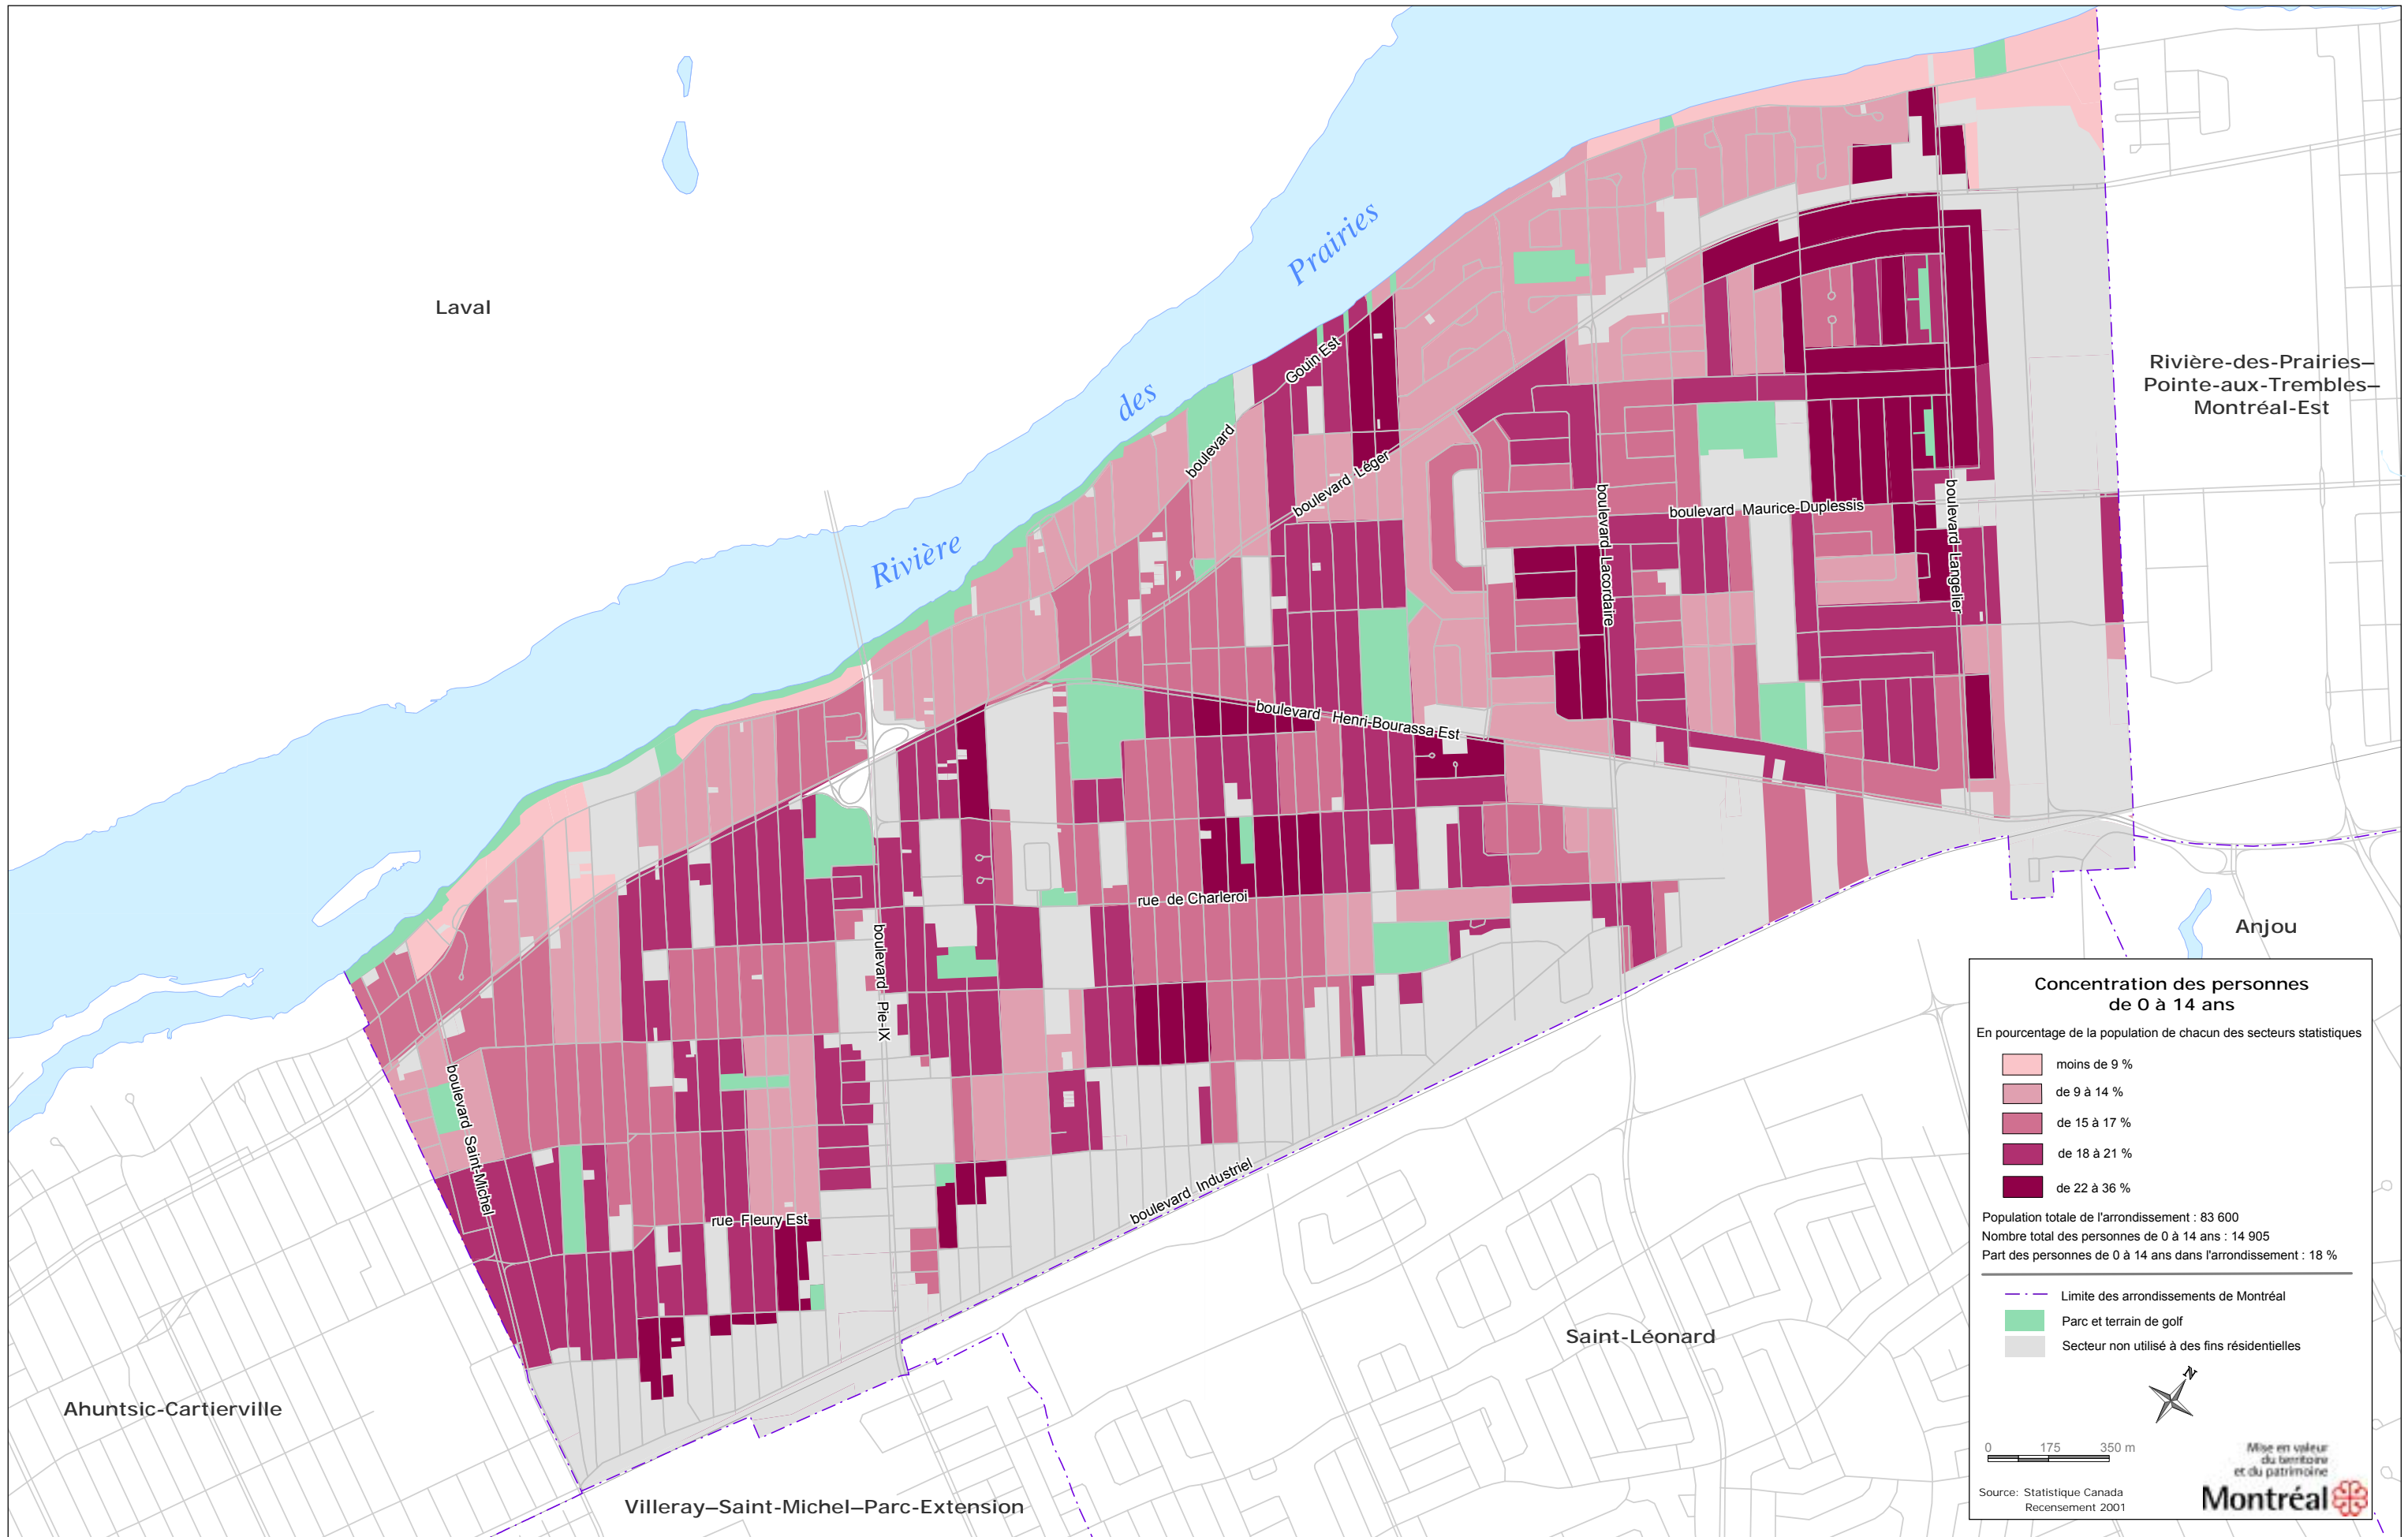 Laval
Rivière
des
Prairies
Rivière-des-Prairies–
Pointe-aux-Trembles–
Montréal-Est
boulevard
Gouin Est
boulevard Léger
boulevard Maurice-Duplessis
boulevard Lacordaire
boulevard Langelier
boulevard Henri-Bourassa Est
rue de Charleroi
boulevard Pie-IX
boulevard Saint-Michel
rue Fleury Est
boulevard Industriel
Anjou
Saint-Léonard
Ahuntsic-Cartierville
Villeray–Saint-Michel–Parc-Extension
Concentration des personnes
de 0 à 14 ans
En pourcentage de la population de chacun des secteurs statistiques
moins de 9 %
de 9 à 14 %
de 15 à 17 %
de 18 à 21 %
de 22 à 36 %
Population totale de l'arrondissement : 83 600
Nombre total des personnes de 0 à 14 ans : 14 905
Part des personnes de 0 à 14 ans dans l'arrondissement : 18 %
Limite des arrondissements de Montréal
Parc et terrain de golf
Secteur non utilisé à des fins résidentielles
N
0 175 350 m
Mise en valeur
du territoire
et du patrimoine
Montréal
Source: Statistique Canada
Recensement 2001